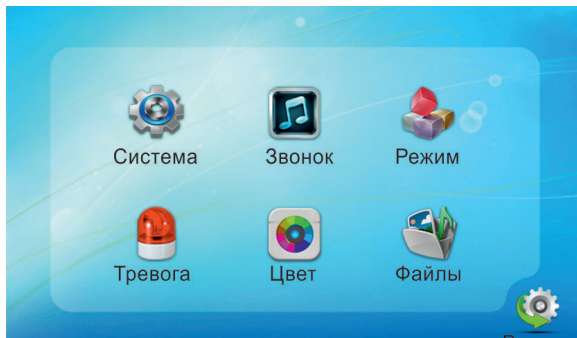 Система
Звонок
Режим
Тревога
Цвет
Файлы